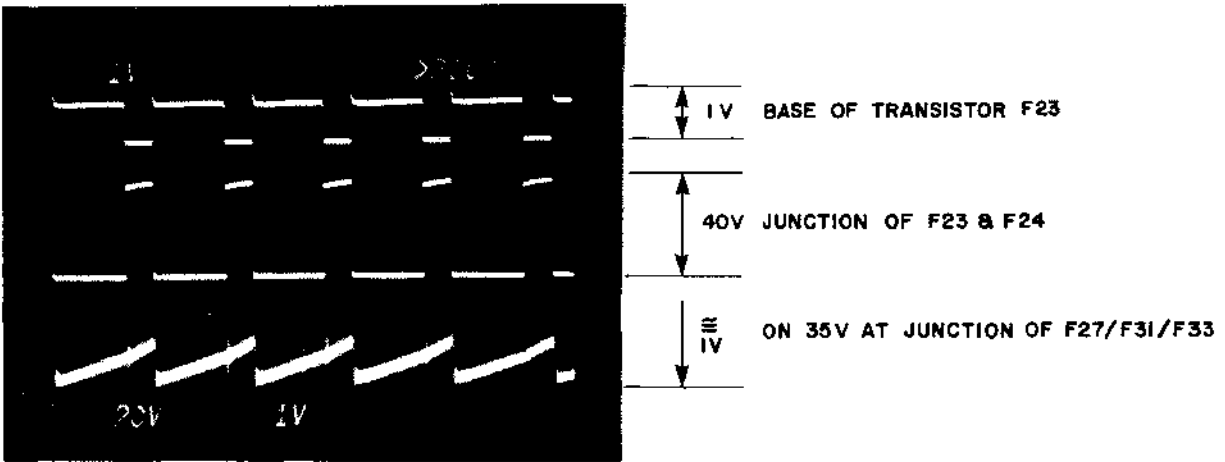 1V
1V BASE OF TRANSISTOR F23
40V JUNCTION OF F23 & F24
≅
1V ON 35V AT JUNCTION OF F27/F31/F33
20V 1V